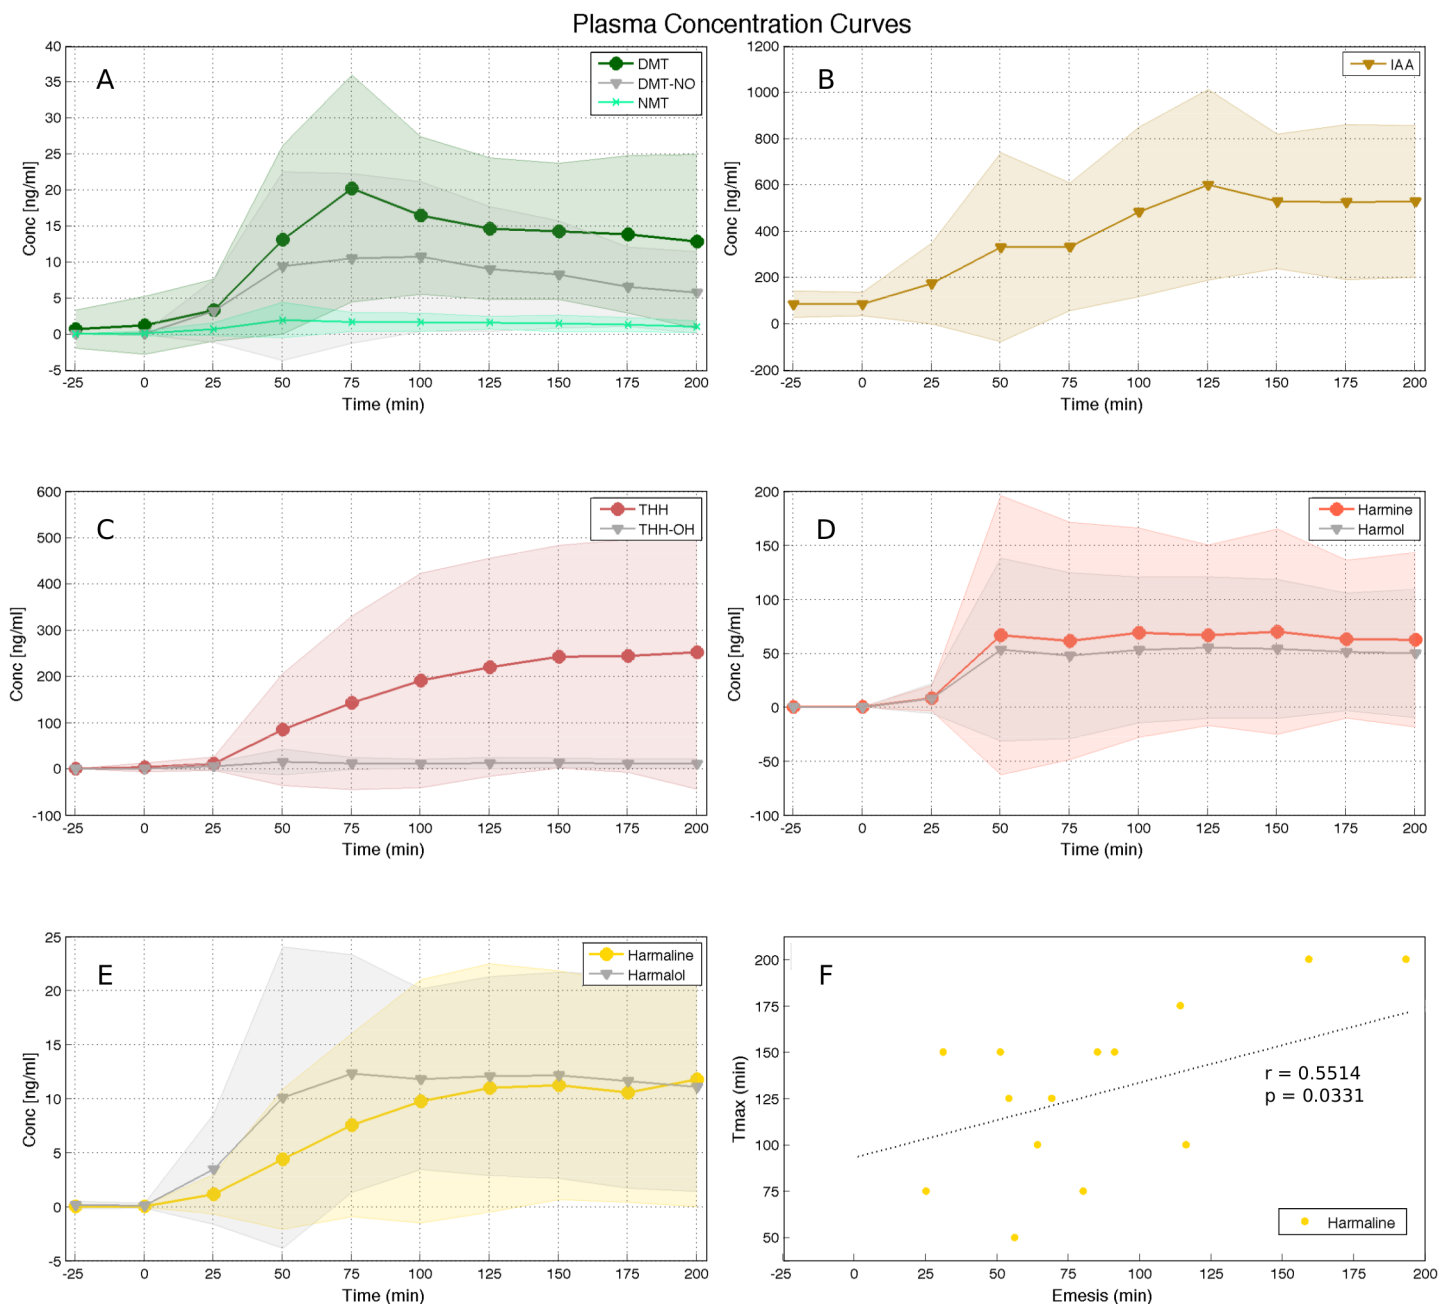 Plasma Concentration Curves
A
40
35
30
25
20
15
10
5
0
-5
Conc [ng/ml]
DMT
DMT-NO
NMT
-25 0 25 50 75 100 125 150 175 200
Time (min)
B
1200
1000
800
600
400
200
0
-200
Conc [ng/ml]
IAA
-25 0 25 50 75 100 125 150 175 200
Time (min)
C
600
500
400
300
200
100
0
-100
Conc [ng/ml]
THH
THH-OH
-25 0 25 50 75 100 125 150 175 200
Time (min)
D
200
150
100
50
0
-50
-100
Conc [ng/ml]
Harmine
Harmol
-25 0 25 50 75 100 125 150 175 200
Time (min)
E
25
20
15
10
5
0
-5
Conc [ng/ml]
Harmaline
Harmalol
-25 0 25 50 75 100 125 150 175 200
Time (min)
F
200
175
150
125
100
75
50
Tmax (min)
r = 0.5514
p = 0.0331
Harmaline
-25 0 25 50 75 100 125 150 175 200
Emesis (min)